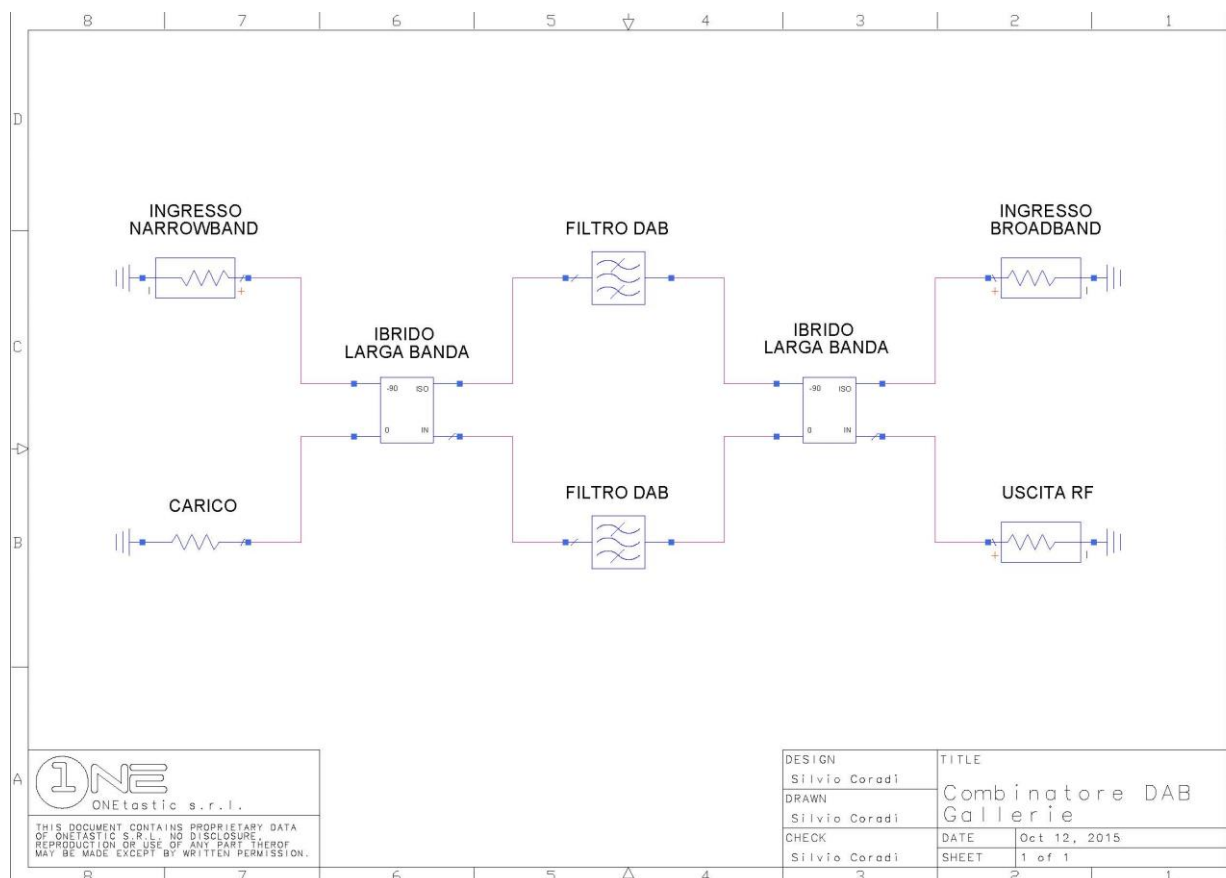 8 7 6 5 4 3 2 1
D
INGRESSO
NARROWBAND
FILTRO DAB
INGRESSO
BROADBAND
I +
+ I
C
IBRIDO
LARGA BANDA
IBRIDO
LARGA BANDA
-90 ISO
0 IN
-90 ISO
0 IN
CARICO
FILTRO DAB
USCITA RF
B
+ I
A
1NE
ONEtastic s.r.l.
THIS DOCUMENT CONTAINS PROPRIETARY DATA
OF ONETASTIC S.R.L. NO DISCLOSURE,
REPRODUCTION OR USE OF ANY PART THEROF
MAY BE MADE EXCEPT BY WRITTEN PERMISSION.
DESIGN
Silvio Coradi
DRAWN
Silvio Coradi
CHECK
Silvio Coradi
TITLE
Combinatore DAB
Gallerie
DATE Oct 12, 2015
SHEET 1 of 1
8 7 6 5 4 3 2 1